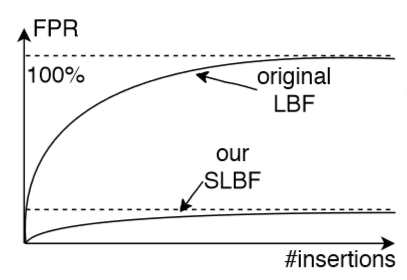 FPR
100%
original
LBF
our
SLBF
#insertions